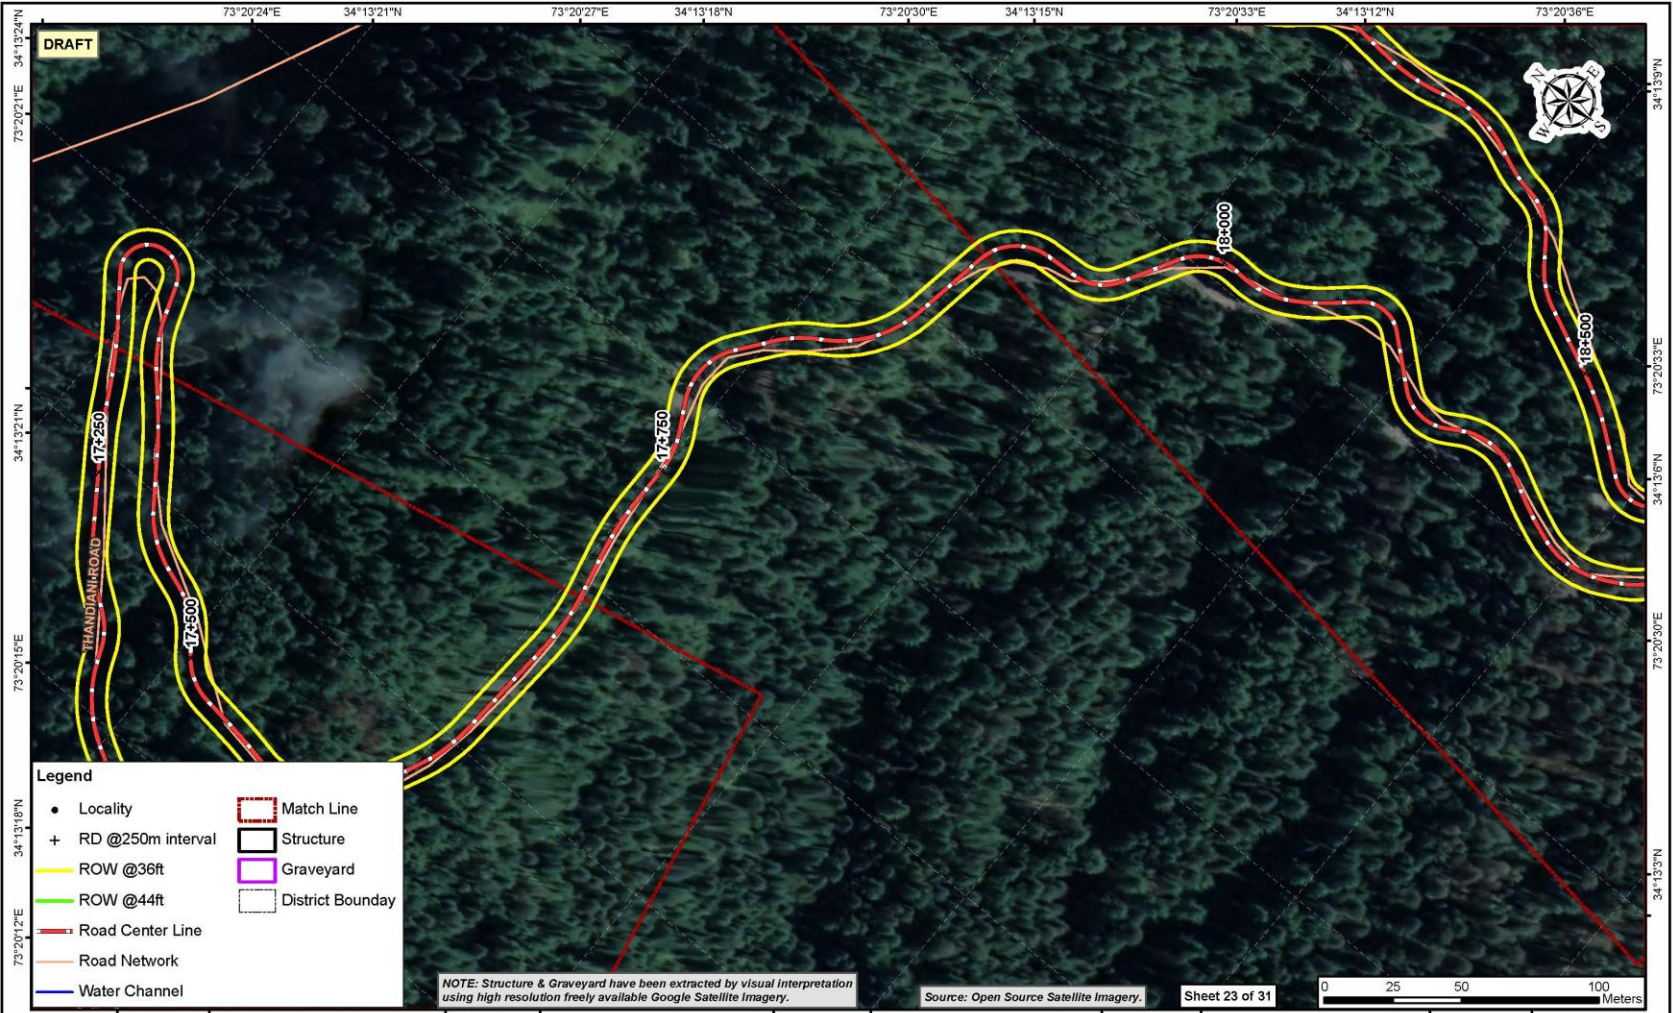 73°20'24"E 34°13'21"N 73°20'27"E 34°13'18"N 73°20'30"E 34°13'15"N 73°20'33"E 34°13'12"N 73°20'36"E
34°13'24"N
DRAFT
73°20'21"E
34°13'9"N
N
E
W
S
18+000
18+500
73°20'33"E
34°13'21"N
17+250
17+750
34°13'6"N
THANDIANI ROAD
17+500
73°20'15"E
73°20'30"E
Legend
Locality
RD @250m interval
ROW @36ft
ROW @44ft
Road Center Line
Road Network
Water Channel
Match Line
Structure
Graveyard
District Bounday
34°13'18"N
73°20'12"E
34°13'3"N
NOTE: Structure & Graveyard have been extracted by visual interpretation
using high resolution freely available Google Satellite Imagery.
Source: Open Source Satellite Imagery.
Sheet 23 of 31
0 25 50 100
Meters